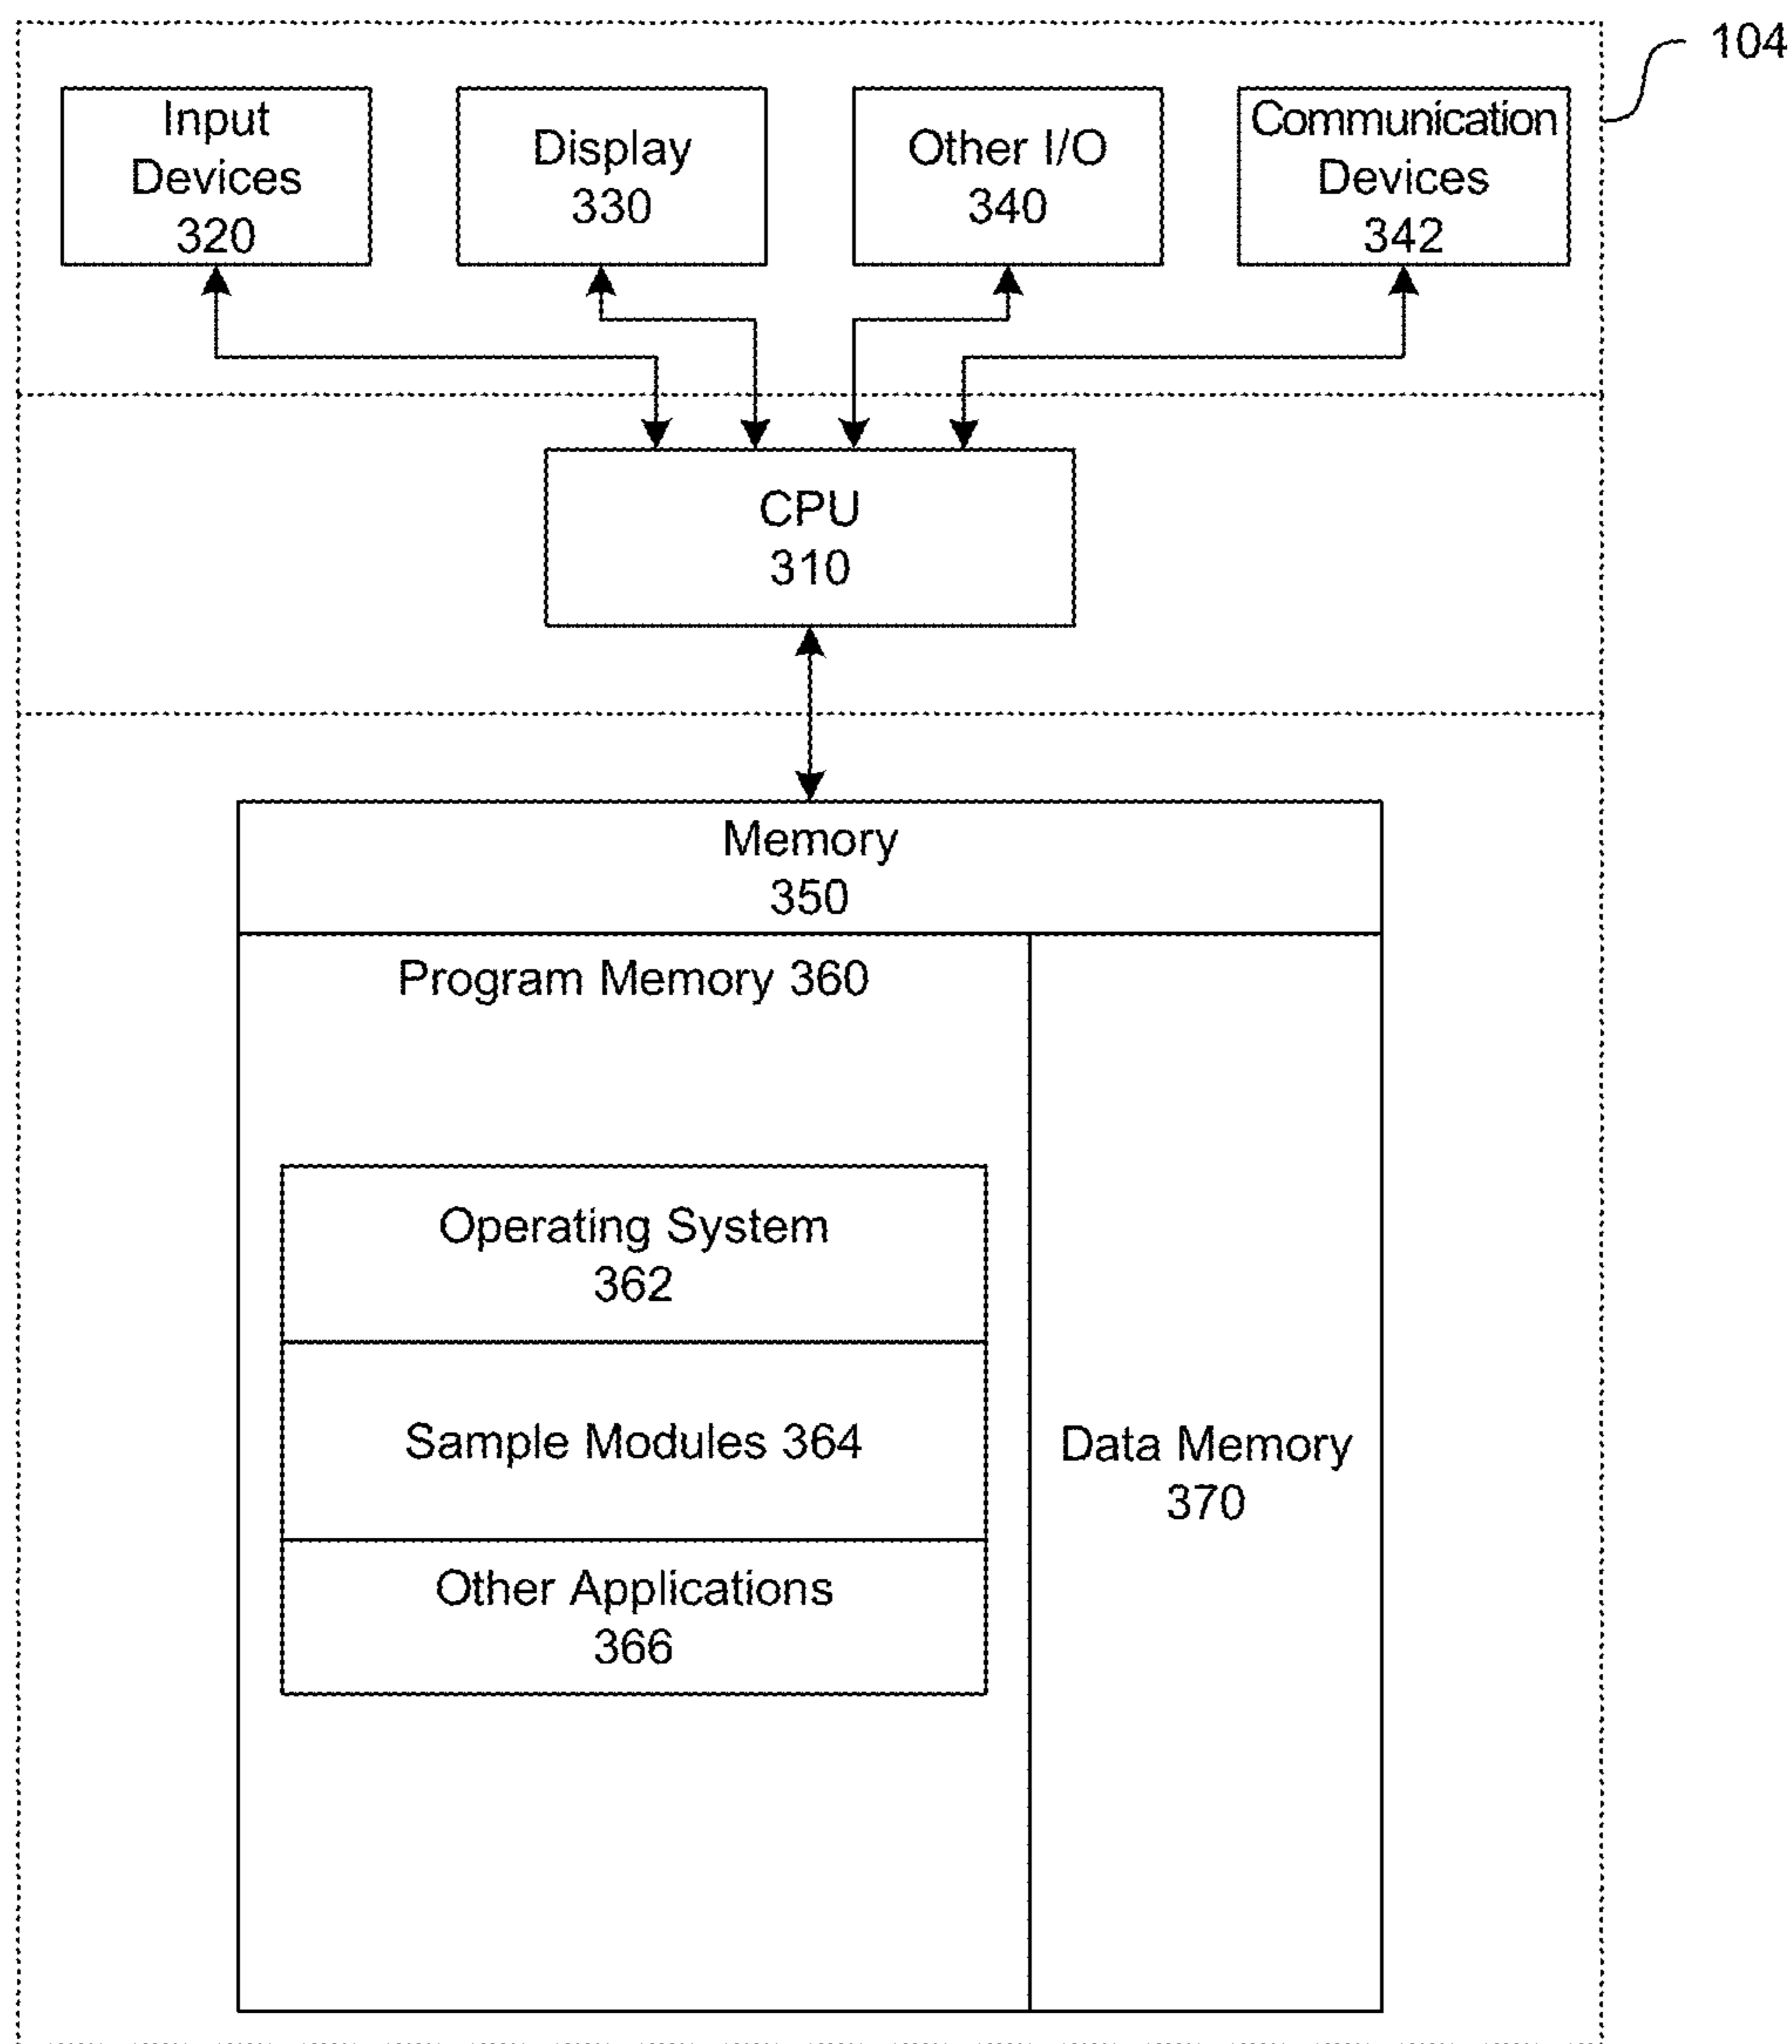 104
Input
Devices
320
Display
330
Other I/O
340
Communication
Devices
342
CPU
310
Memory
350
Program Memory 360
Operating System
362
Sample Modules 364
Other Applications
366
Data Memory
370